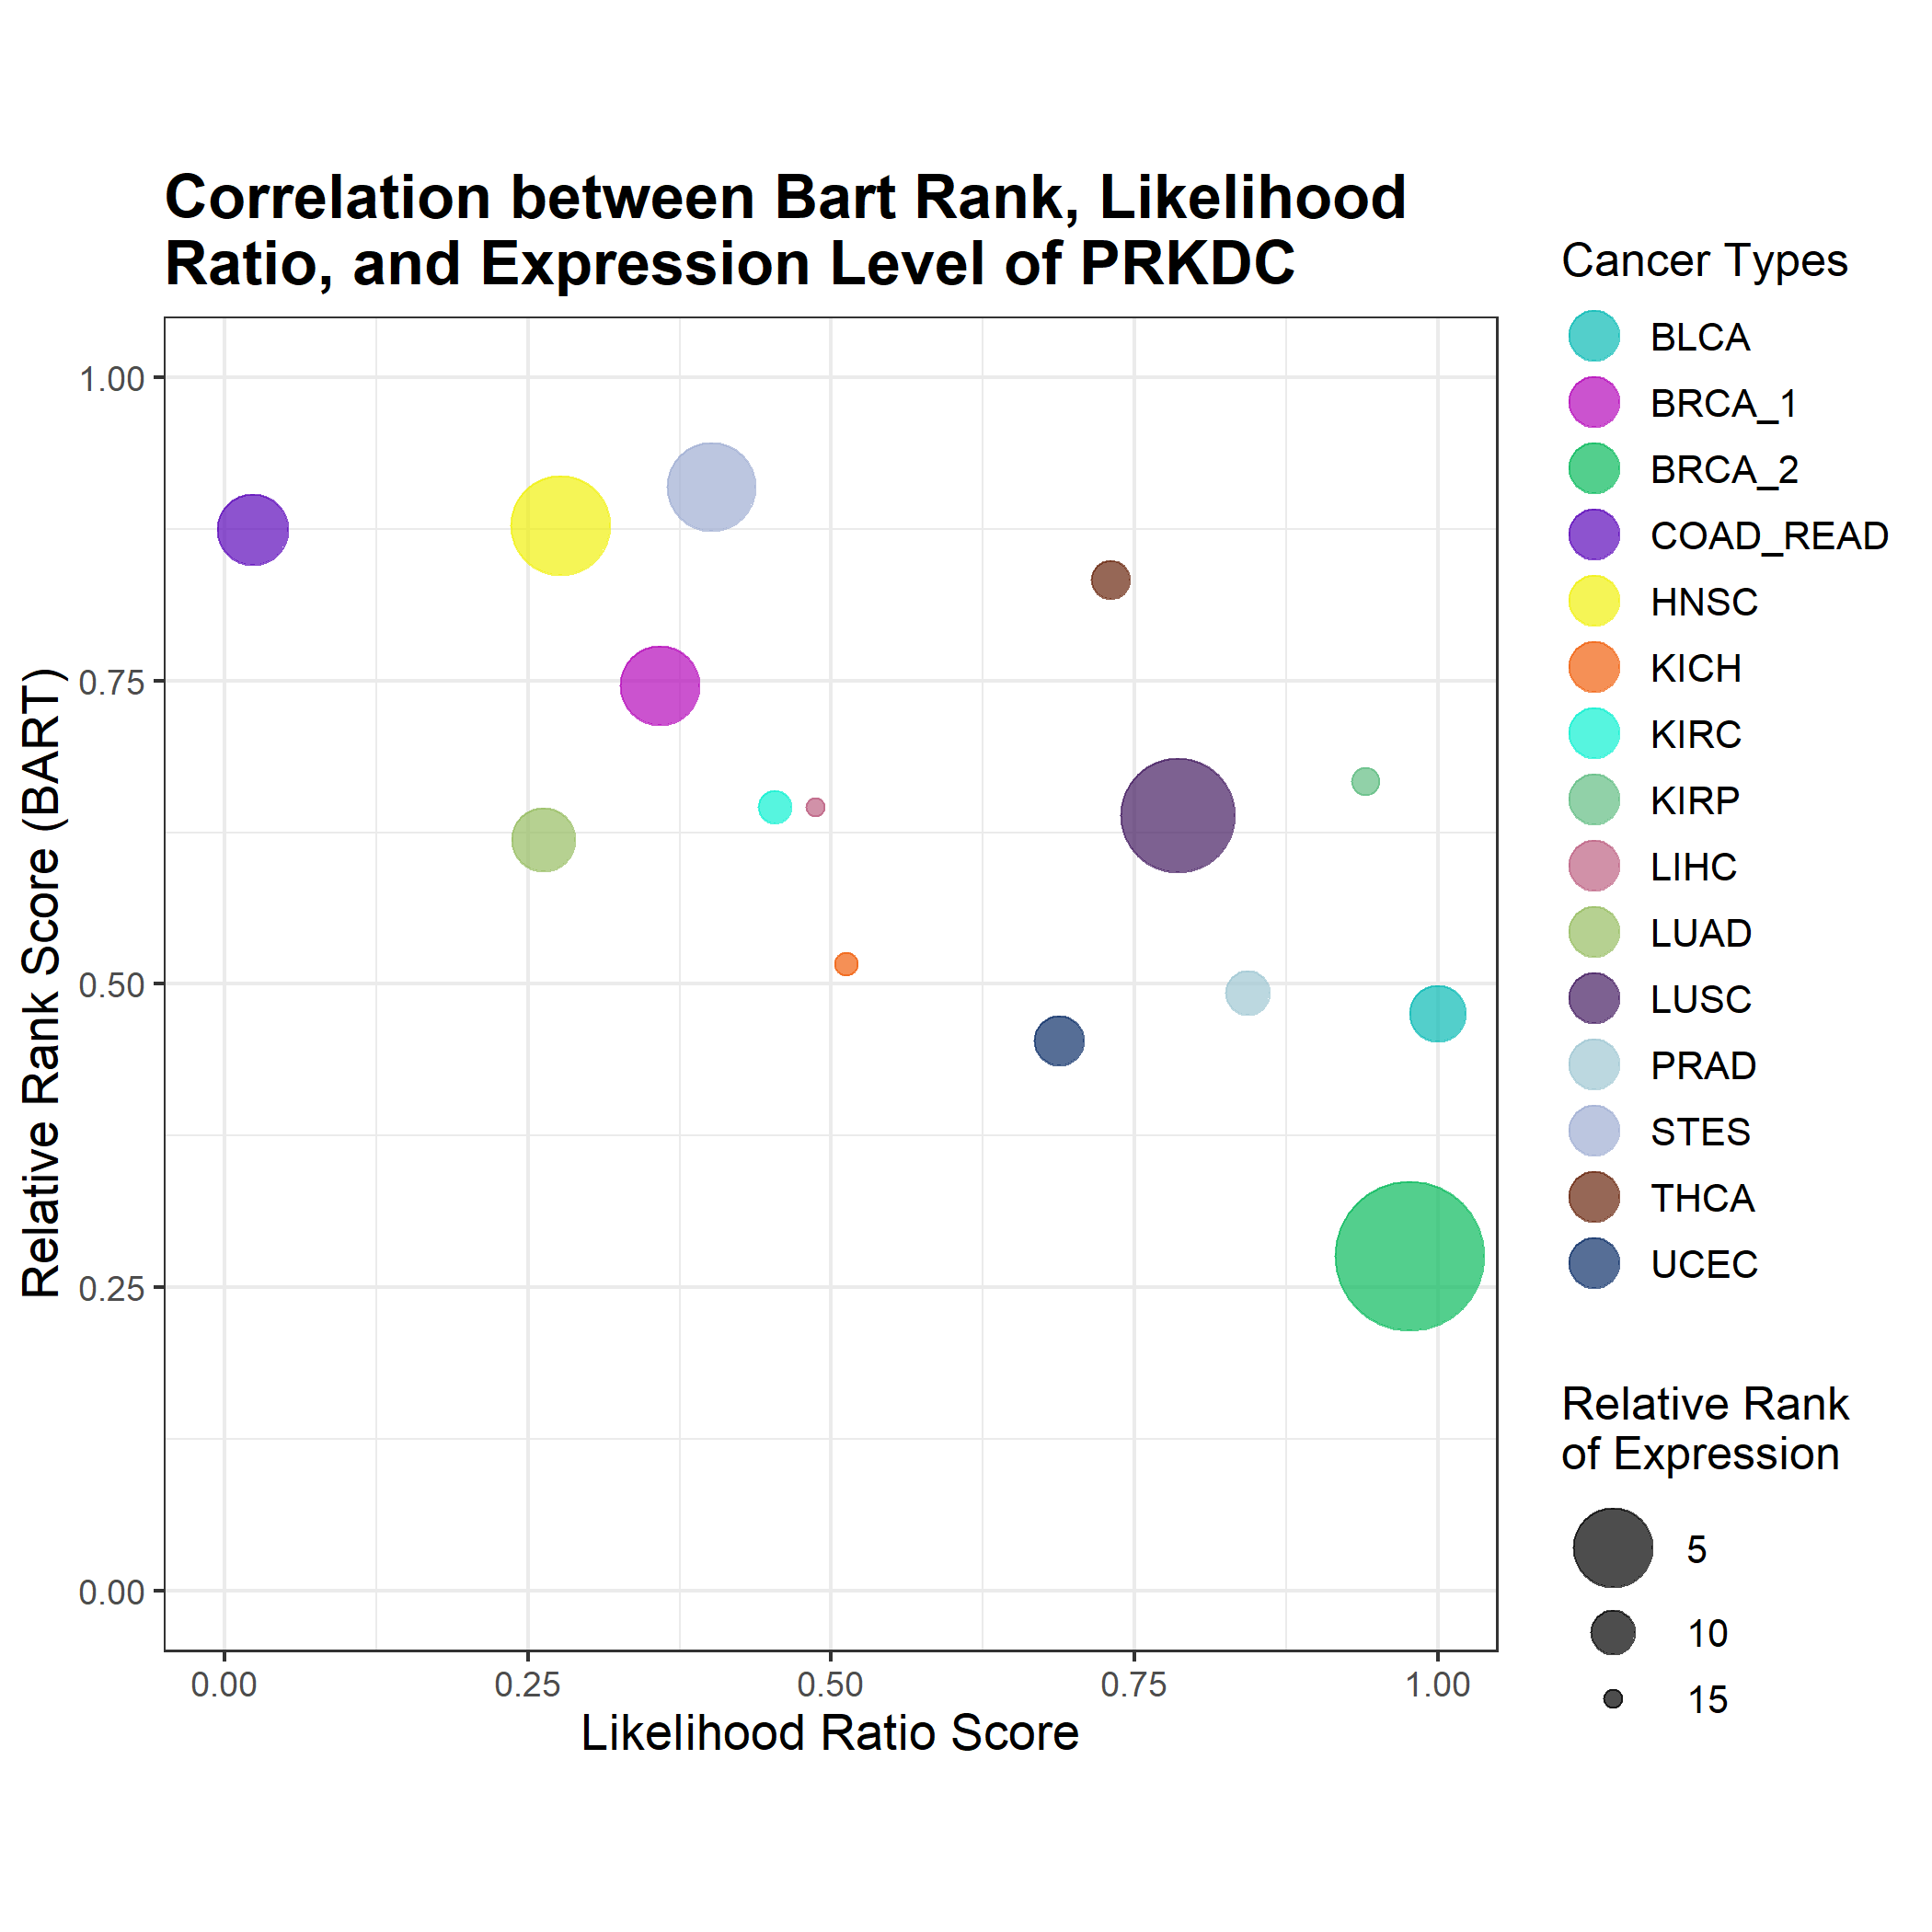 Correlation between Bart Rank, Likelihood
Ratio, and Expression Level of PRKDC
Relative Rank Score (BART)
1.00
0.75
0.50
0.25
0.00
0.00 0.25 0.50 0.75 1.00
Likelihood Ratio Score
Cancer Types
BLCA
BRCA_1
BRCA_2
COAD_READ
HNSC
KICH
KIRC
KIRP
LIHC
LUAD
LUSC
PRAD
STES
THCA
UCEC
Relative Rank
of Expression
5
10
15